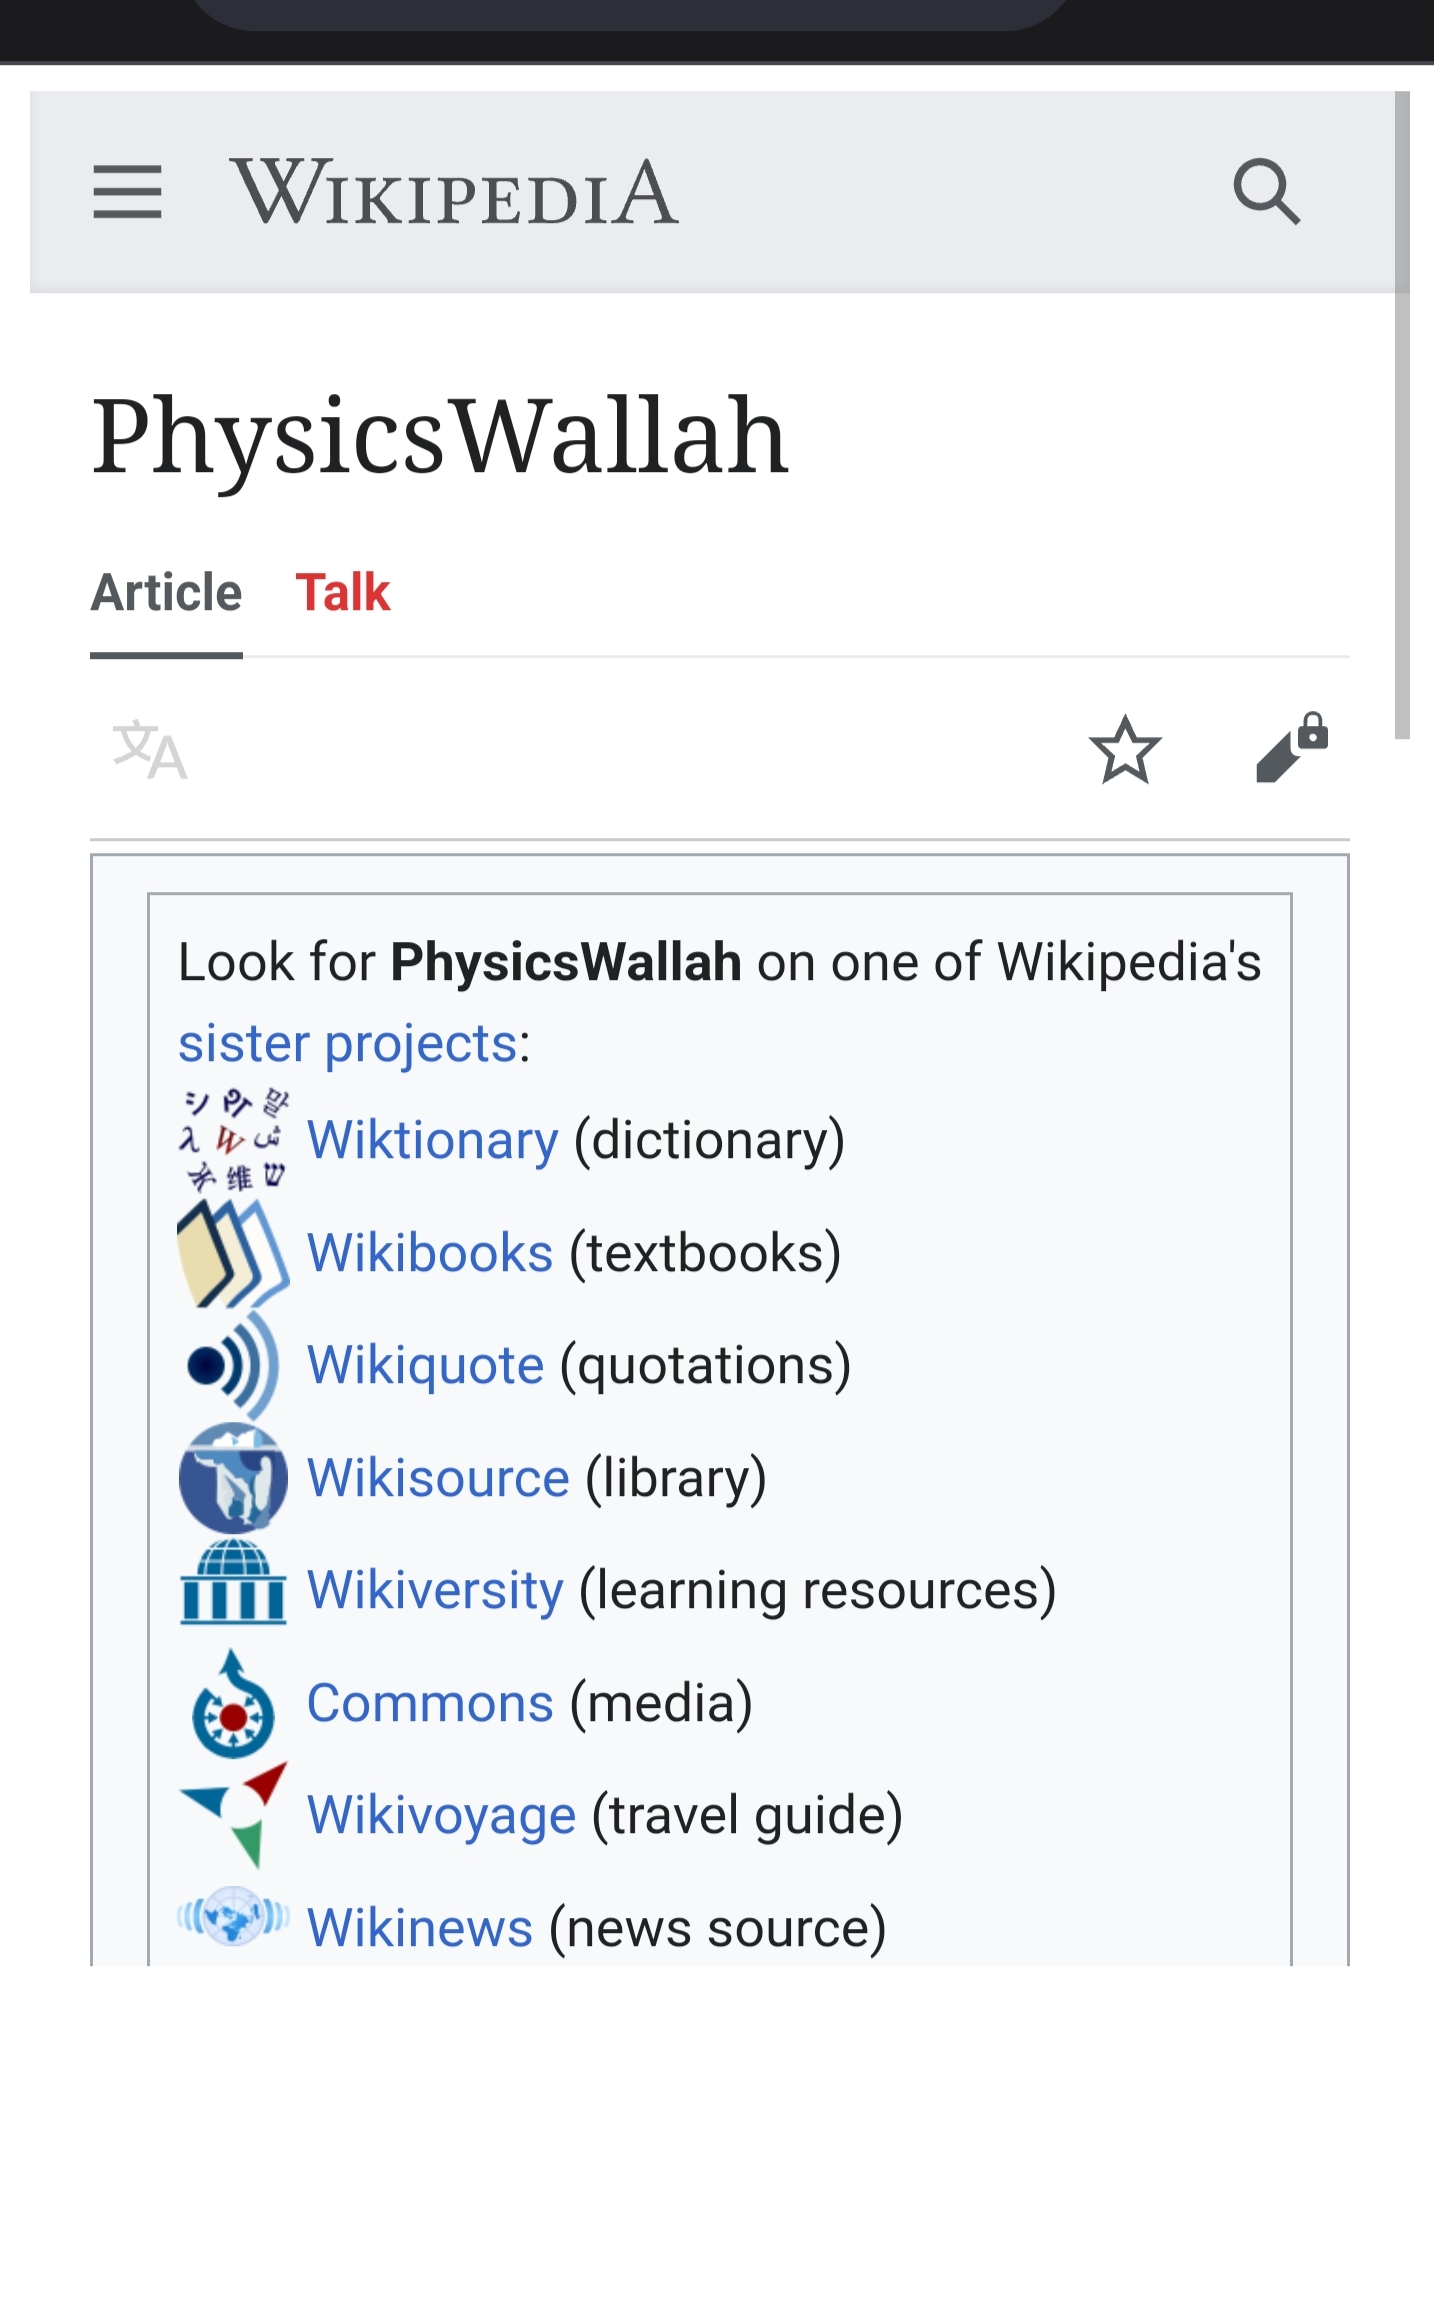 WIKIPEDIA
PhysicsWallah
Article Talk
Look for PhysicsWallah on one of Wikipedia's
sister projects:
Wiktionary (dictionary)
Wikibooks (textbooks)
Wikiquote (quotations)
Wikisource (library)
Wikiversity (learning resources)
Commons (media)
Wikivoyage (travel guide)
Wikinews (news source)